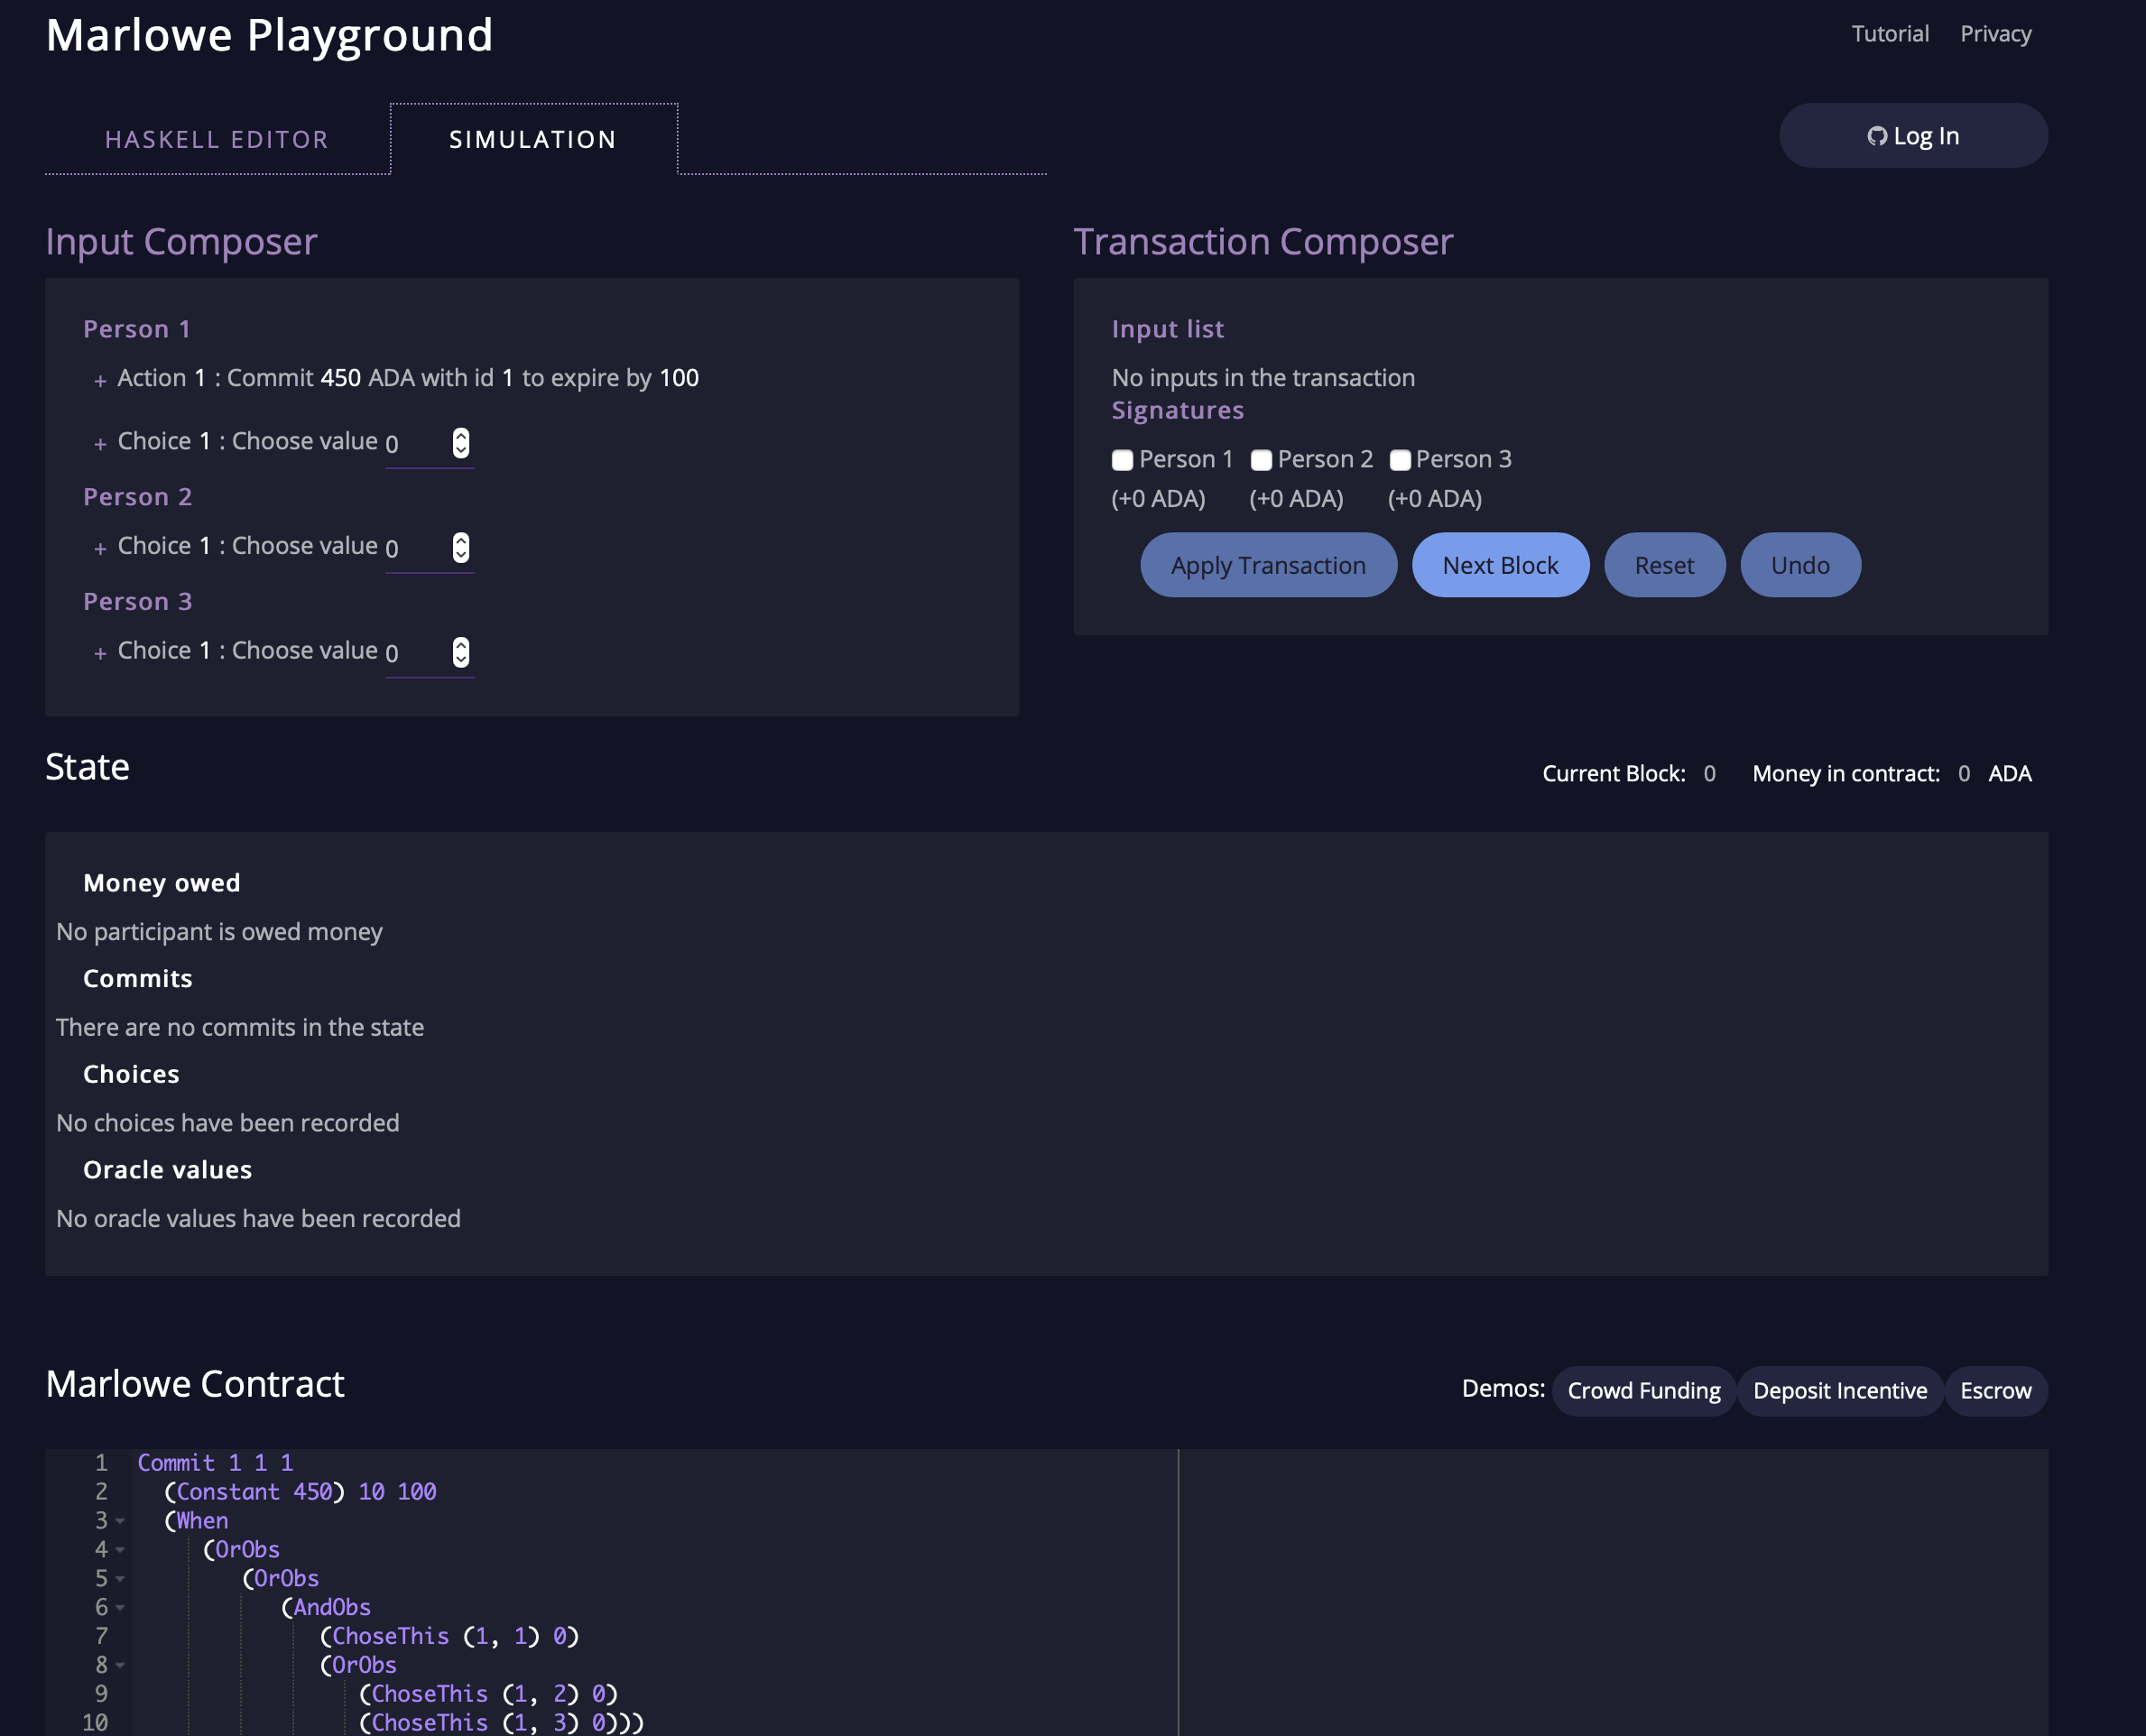 Marlowe Playground
Tutorial Privacy
HASKELL EDITOR SIMULATION
Log In
Input Composer
Person 1
+ Action 1 : Commit 450 ADA with id 1 to expire by 100
+ Choice 1 : Choose value 0
Person 2
+ Choice 1 : Choose value 0
Person 3
+ Choice 1 : Choose value 0
Transaction Composer
Input list
No inputs in the transaction
Signatures
Person 1 Person 2 Person 3
(+0 ADA) (+0 ADA) (+0 ADA)
Apply Transaction Next Block Reset Undo
State
Current Block: 0 Money in contract: 0 ADA
Money owed
No participant is owed money
Commits
There are no commits in the state
Choices
No choices have been recorded
Oracle values
No oracle values have been recorded
Marlowe Contract
Demos: Crowd Funding Deposit Incentive Escrow
1 Commit 1 1 1
2 (Constant 450) 10 100
3 (When
4 (OrObs
5 (OrObs
6 (AndObs
7 (ChoseThis (1, 1) 0)
8 (OrObs
9 (ChoseThis (1, 2) 0)
10 (ChoseThis (1, 3) 0)))